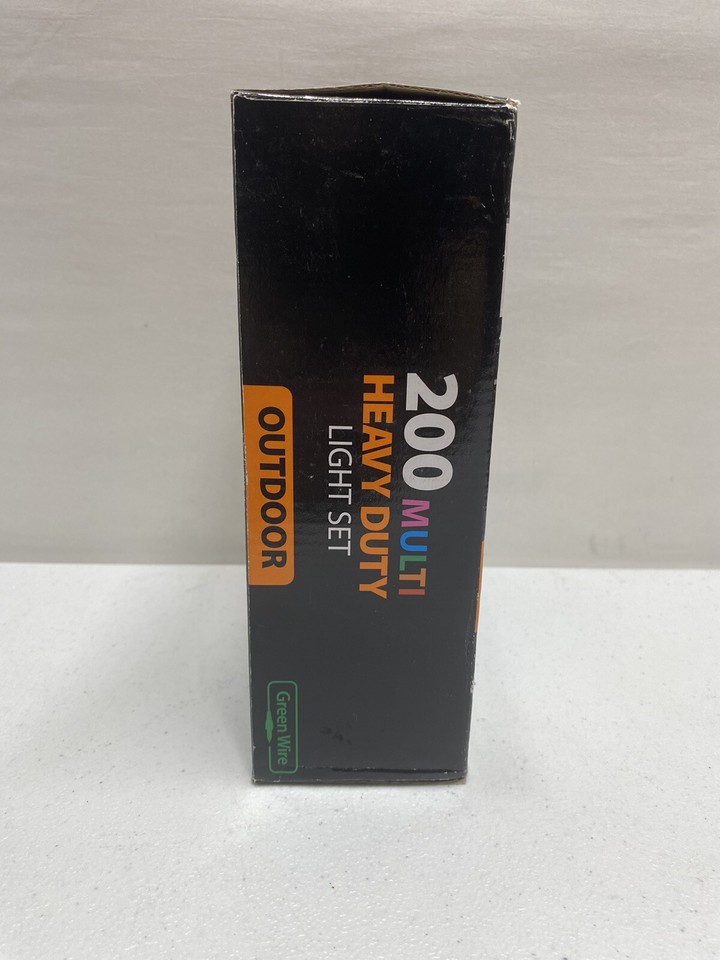 200 MULTI
HEAVY DUTY
LIGHT SET
OUTDOOR
Green Wire